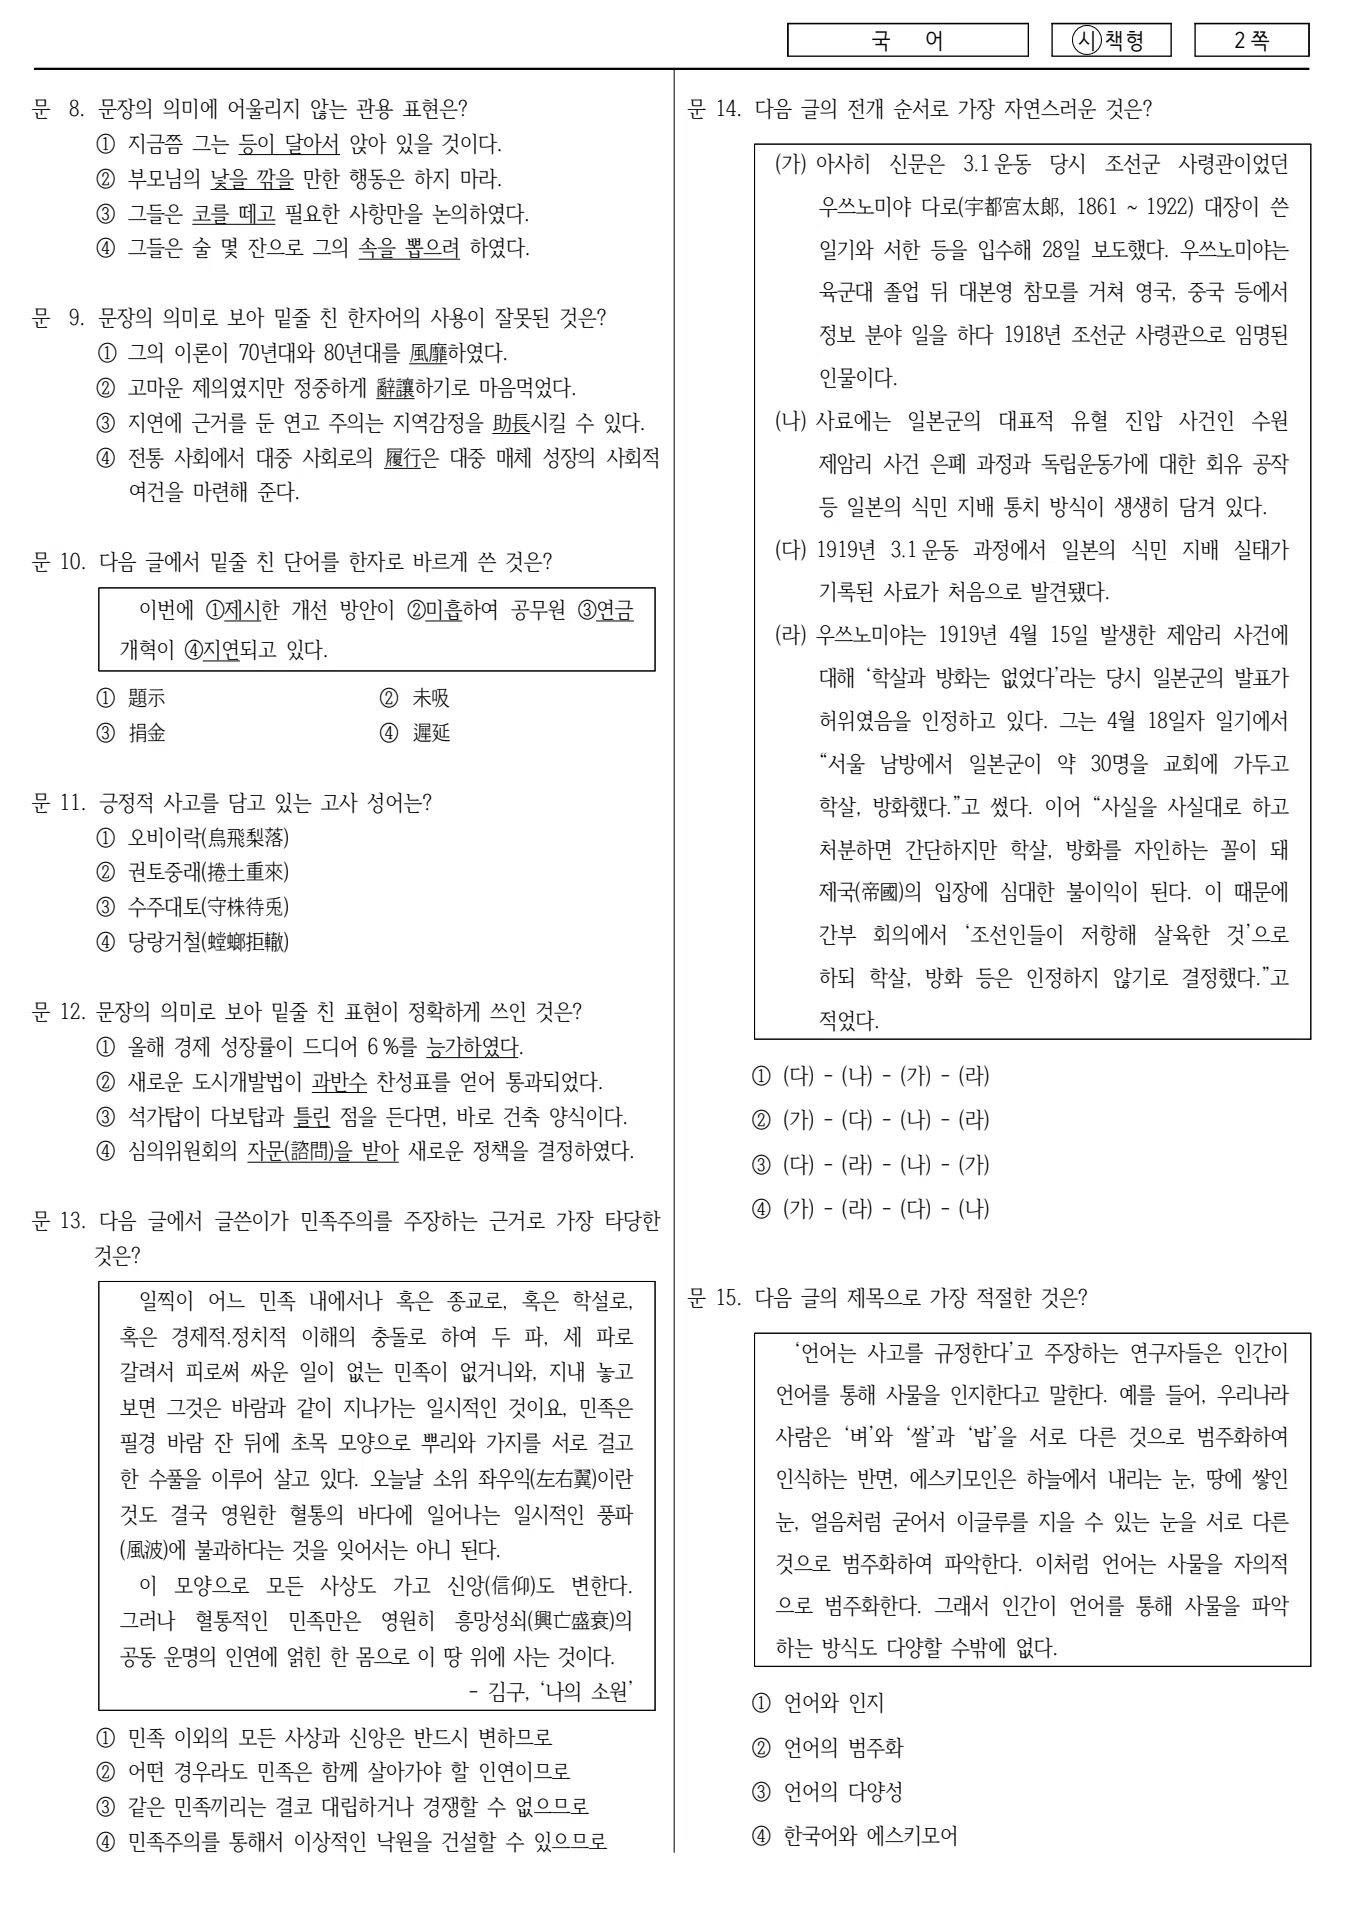 국 어
㉦책형
2쪽
문 8. 문장의 의미에 어울리지 않는 관용 표현은?
① 지금쯤 그는 등이 달아서 앉아 있을 것이다.
② 부모님의 낯을 깎을 만한 행동은 하지 마라.
③ 그들은 코를 떼고 필요한 사항만을 논의하였다.
④ 그들은 술 몇 잔으로 그의 속을 뽑으려 하였다.
문 9. 문장의 의미로 보아 밑줄 친 한자어의 사용이 잘못된 것은?
① 그의 이론이 70년대와 80년대를 風靡하였다.
② 고마운 제의였지만 정중하게 辭讓하기로 마음먹었다.
③ 지연에 근거를 둔 연고 주의는 지역감정을 助長시킬 수 있다.
④ 전통 사회에서 대중 사회로의 履行은 대중 매체 성장의 사회적
여건을 마련해 준다.
문 10. 다음 글에서 밑줄 친 단어를 한자로 바르게 쓴 것은?
이번에 ①제시한 개선 방안이 ②미흡하여 공무원 ③연금
개혁이 ④지연되고 있다.
① 題示 ② 未吸
③ 捐金 ④ 遲延
문 11. 긍정적 사고를 담고 있는 고사 성어는?
① 오비이락(烏飛梨落)
② 권토중래(捲土重來)
③ 수주대토(守株待兎)
④ 당랑거철(螳螂拒轍)
문 12. 문장의 의미로 보아 밑줄 친 표현이 정확하게 쓰인 것은?
① 올해 경제 성장률이 드디어 6 %를 능가하였다.
② 새로운 도시개발법이 과반수 찬성표를 얻어 통과되었다.
③ 석가탑이 다보탑과 틀린 점을 든다면, 바로 건축 양식이다.
④ 심의위원회의 자문(諮問)을 받아 새로운 정책을 결정하였다.
문 13. 다음 글에서 글쓴이가 민족주의를 주장하는 근거로 가장 타당한
것은?
일찍이 어느 민족 내에서나 혹은 종교로, 혹은 학설로,
혹은 경제적.정치적 이해의 충돌로 하여 두 파, 세 파로
갈려서 피로써 싸운 일이 없는 민족이 없거니와, 지내 놓고
보면 그것은 바람과 같이 지나가는 일시적인 것이요, 민족은
필경 바람 잔 뒤에 초목 모양으로 뿌리와 가지를 서로 걸고
한 수풀을 이루어 살고 있다. 오늘날 소위 좌우익(左右翼)이란
것도 결국 영원한 혈통의 바다에 일어나는 일시적인 풍파
(風波)에 불과하다는 것을 잊어서는 아니 된다.
이 모양으로 모든 사상도 가고 신앙(信仰)도 변한다.
그러나 혈통적인 민족만은 영원히 흥망성쇠(興亡盛衰)의
공동 운명의 인연에 얽힌 한 몸으로 이 땅 위에 사는 것이다.
- 김구, ‘나의 소원’
① 민족 이외의 모든 사상과 신앙은 반드시 변하므로
② 어떤 경우라도 민족은 함께 살아가야 할 인연이므로
③ 같은 민족끼리는 결코 대립하거나 경쟁할 수 없으므로
④ 민족주의를 통해서 이상적인 낙원을 건설할 수 있으므로
문 14. 다음 글의 전개 순서로 가장 자연스러운 것은?
(가) 아사히 신문은 3.1 운동 당시 조선군 사령관이었던
우쓰노미야 다로(宇都宮太郞, 1861 ~ 1922) 대장이 쓴
일기와 서한 등을 입수해 28일 보도했다. 우쓰노미야는
육군대 졸업 뒤 대본영 참모를 거쳐 영국, 중국 등에서
정보 분야 일을 하다 1918년 조선군 사령관으로 임명된
인물이다.
(나) 사료에는 일본군의 대표적 유혈 진압 사건인 수원
제암리 사건 은폐 과정과 독립운동가에 대한 회유 공작
등 일본의 식민 지배 통치 방식이 생생히 담겨 있다.
(다) 1919년 3.1 운동 과정에서 일본의 식민 지배 실태가
기록된 사료가 처음으로 발견됐다.
(라) 우쓰노미야는 1919년 4월 15일 발생한 제암리 사건에
대해 ‘학살과 방화는 없었다’라는 당시 일본군의 발표가
허위였음을 인정하고 있다. 그는 4월 18일자 일기에서
“서울 남방에서 일본군이 약 30명을 교회에 가두고
학살, 방화했다.”고 썼다. 이어 “사실을 사실대로 하고
처분하면 간단하지만 학살, 방화를 자인하는 꼴이 돼
제국(帝國)의 입장에 심대한 불이익이 된다. 이 때문에
간부 회의에서 ‘조선인들이 저항해 살육한 것’으로
하되 학살, 방화 등은 인정하지 않기로 결정했다.”고
적었다.
① (다) - (나) - (가) - (라)
② (가) - (다) - (나) - (라)
③ (다) - (라) - (나) - (가)
④ (가) - (라) - (다) - (나)
문 15. 다음 글의 제목으로 가장 적절한 것은?
‘언어는 사고를 규정한다’고 주장하는 연구자들은 인간이
언어를 통해 사물을 인지한다고 말한다. 예를 들어, 우리나라
사람은 ‘벼’와 ‘쌀’과 ‘밥’을 서로 다른 것으로 범주화하여
인식하는 반면, 에스키모인은 하늘에서 내리는 눈, 땅에 쌓인
눈, 얼음처럼 굳어서 이글루를 지을 수 있는 눈을 서로 다른
것으로 범주화하여 파악한다. 이처럼 언어는 사물을 자의적
으로 범주화한다. 그래서 인간이 언어를 통해 사물을 파악
하는 방식도 다양할 수밖에 없다.
① 언어와 인지
② 언어의 범주화
③ 언어의 다양성
④ 한국어와 에스키모어